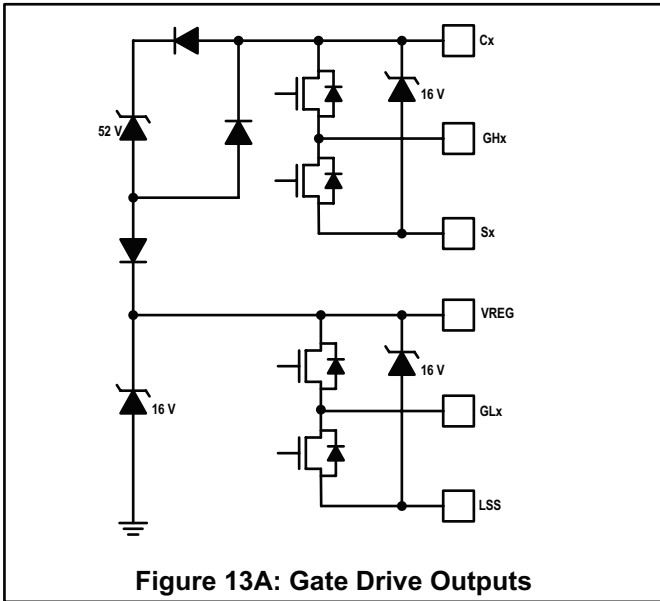 Cx
16 V
52 V
GHx
Sx
VREG
16 V
16 V
GLx
LSS
Figure 13A: Gate Drive Outputs